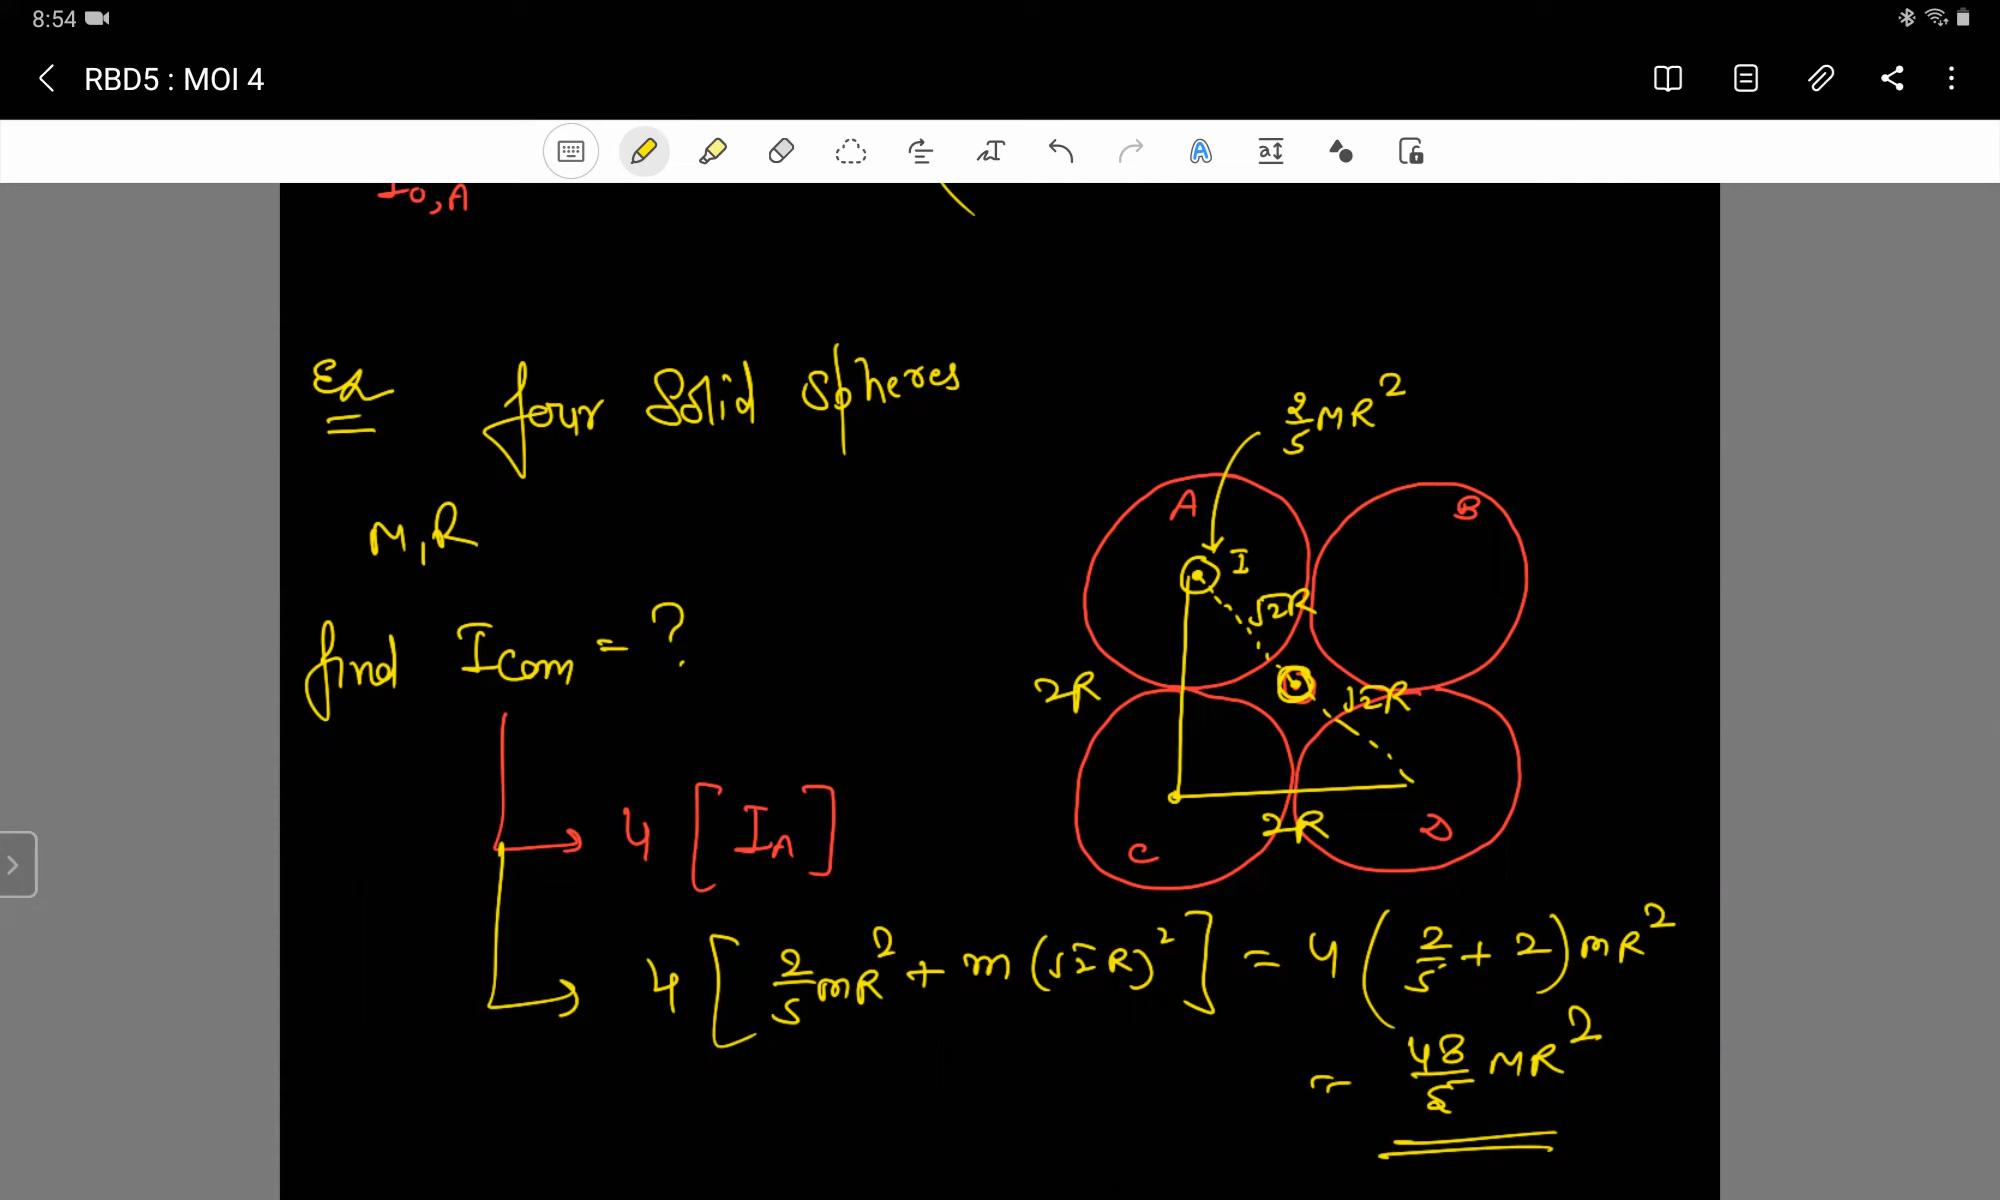 8:54
RBD5 : MOI 4
I0,A
Ex four Solid Spheres
M,R
find Icom = ?
2/5 MR²
A
B
I
√2R
2R
√2R
2R
C
D
4 [IA]
4 [2/5 mR² + m(√2R)²] = 4 (2/5 + 2) mR²
= 48/5 MR²